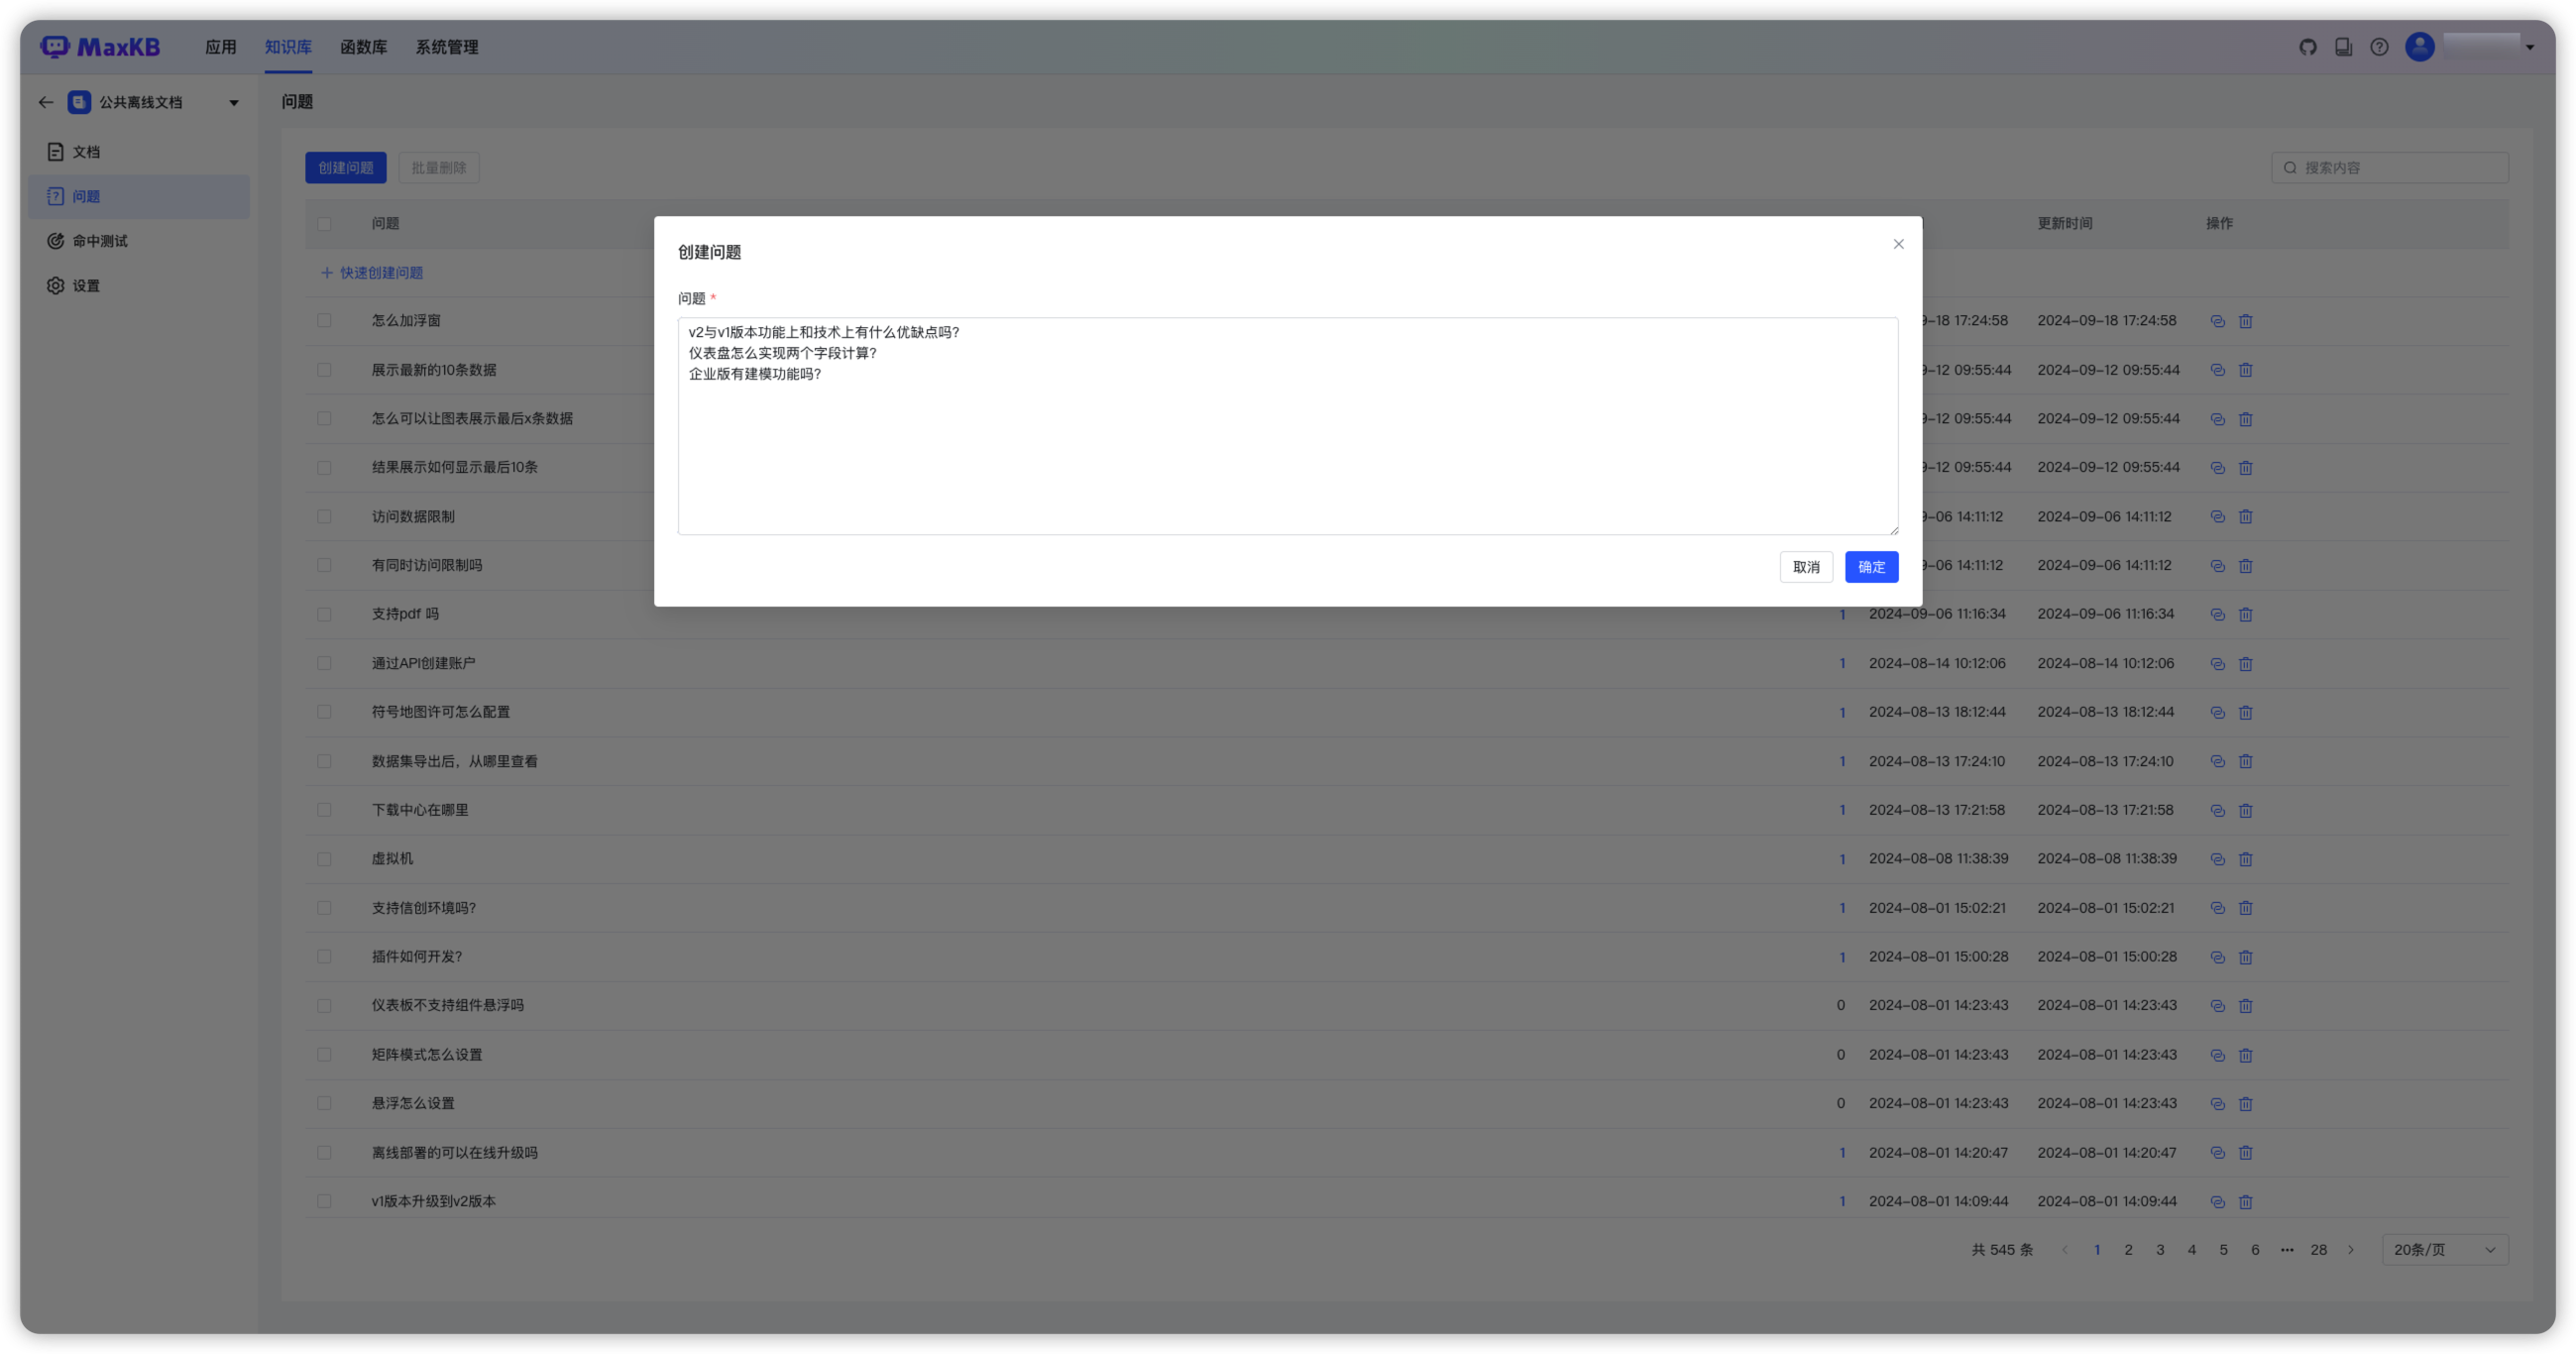 MaxKB 应用 知识库 函数库 系统管理
公共离线文档
文档
问题
命中测试
设置
问题
创建问题 批量删除 搜索内容
问题 更新时间 操作
快速创建问题
怎么加浮窗 9-18 17:24:58 2024-09-18 17:24:58
展示最新的10条数据 9-12 09:55:44 2024-09-12 09:55:44
怎么可以让图表展示最后x条数据 9-12 09:55:44 2024-09-12 09:55:44
结果展示如何显示最后10条 9-12 09:55:44 2024-09-12 09:55:44
访问数据限制 9-06 14:11:12 2024-09-06 14:11:12
有同时访问限制吗 9-06 14:11:12 2024-09-06 14:11:12
支持pdf 吗 1 2024-09-06 11:16:34 2024-09-06 11:16:34
通过API创建账户 1 2024-08-14 10:12:06 2024-08-14 10:12:06
符号地图许可怎么配置 1 2024-08-13 18:12:44 2024-08-13 18:12:44
数据集导出后，从哪里查看 1 2024-08-13 17:24:10 2024-08-13 17:24:10
下载中心在哪里 1 2024-08-13 17:21:58 2024-08-13 17:21:58
虚拟机 1 2024-08-08 11:38:39 2024-08-08 11:38:39
支持信创环境吗? 1 2024-08-01 15:02:21 2024-08-01 15:02:21
插件如何开发? 1 2024-08-01 15:00:28 2024-08-01 15:00:28
仪表板不支持组件悬浮吗 0 2024-08-01 14:23:43 2024-08-01 14:23:43
矩阵模式怎么设置 0 2024-08-01 14:23:43 2024-08-01 14:23:43
悬浮怎么设置 0 2024-08-01 14:23:43 2024-08-01 14:23:43
离线部署的可以在线升级吗 1 2024-08-01 14:20:47 2024-08-01 14:20:47
v1版本升级到v2版本 1 2024-08-01 14:09:44 2024-08-01 14:09:44
共 545 条 1 2 3 4 5 6 ••• 28 20条/页
创建问题
问题 *
v2与v1版本功能上和技术上有什么优缺点吗?
仪表盘怎么实现两个字段计算?
企业版有建模功能吗?
取消 确定